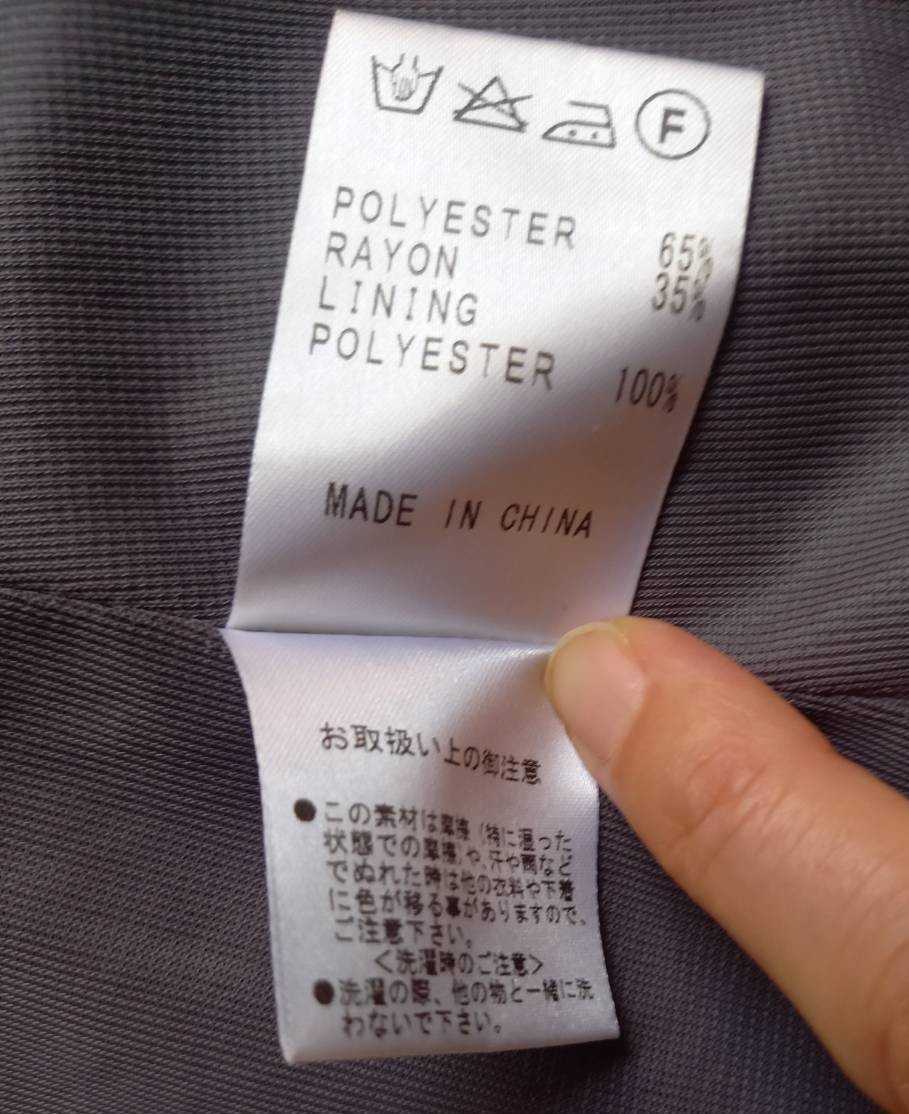 F
POLYESTER 65%
RAYON 35%
LINING
POLYESTER 100%
MADE IN CHINA
お取扱い上の御注意
●この素材は摩擦(特に湿った
状態での摩擦)や、汗や雨など
でぬれた時は他の衣料や下着
に色が移る事がありますので、
ご注意下さい。
<洗濯時のご注意>
●洗濯の際、他の物と一緒に洗
わないで下さい。